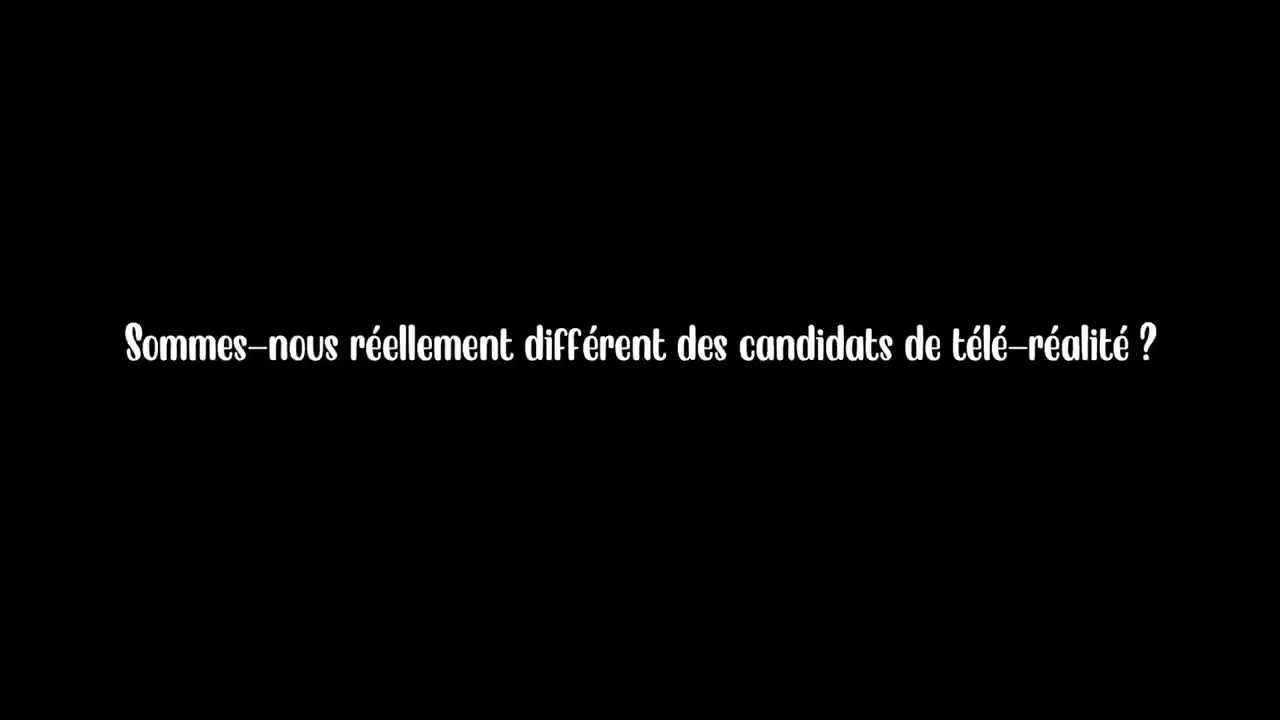 Sommes-nous réellement différent des candidats de télé-réalité ?